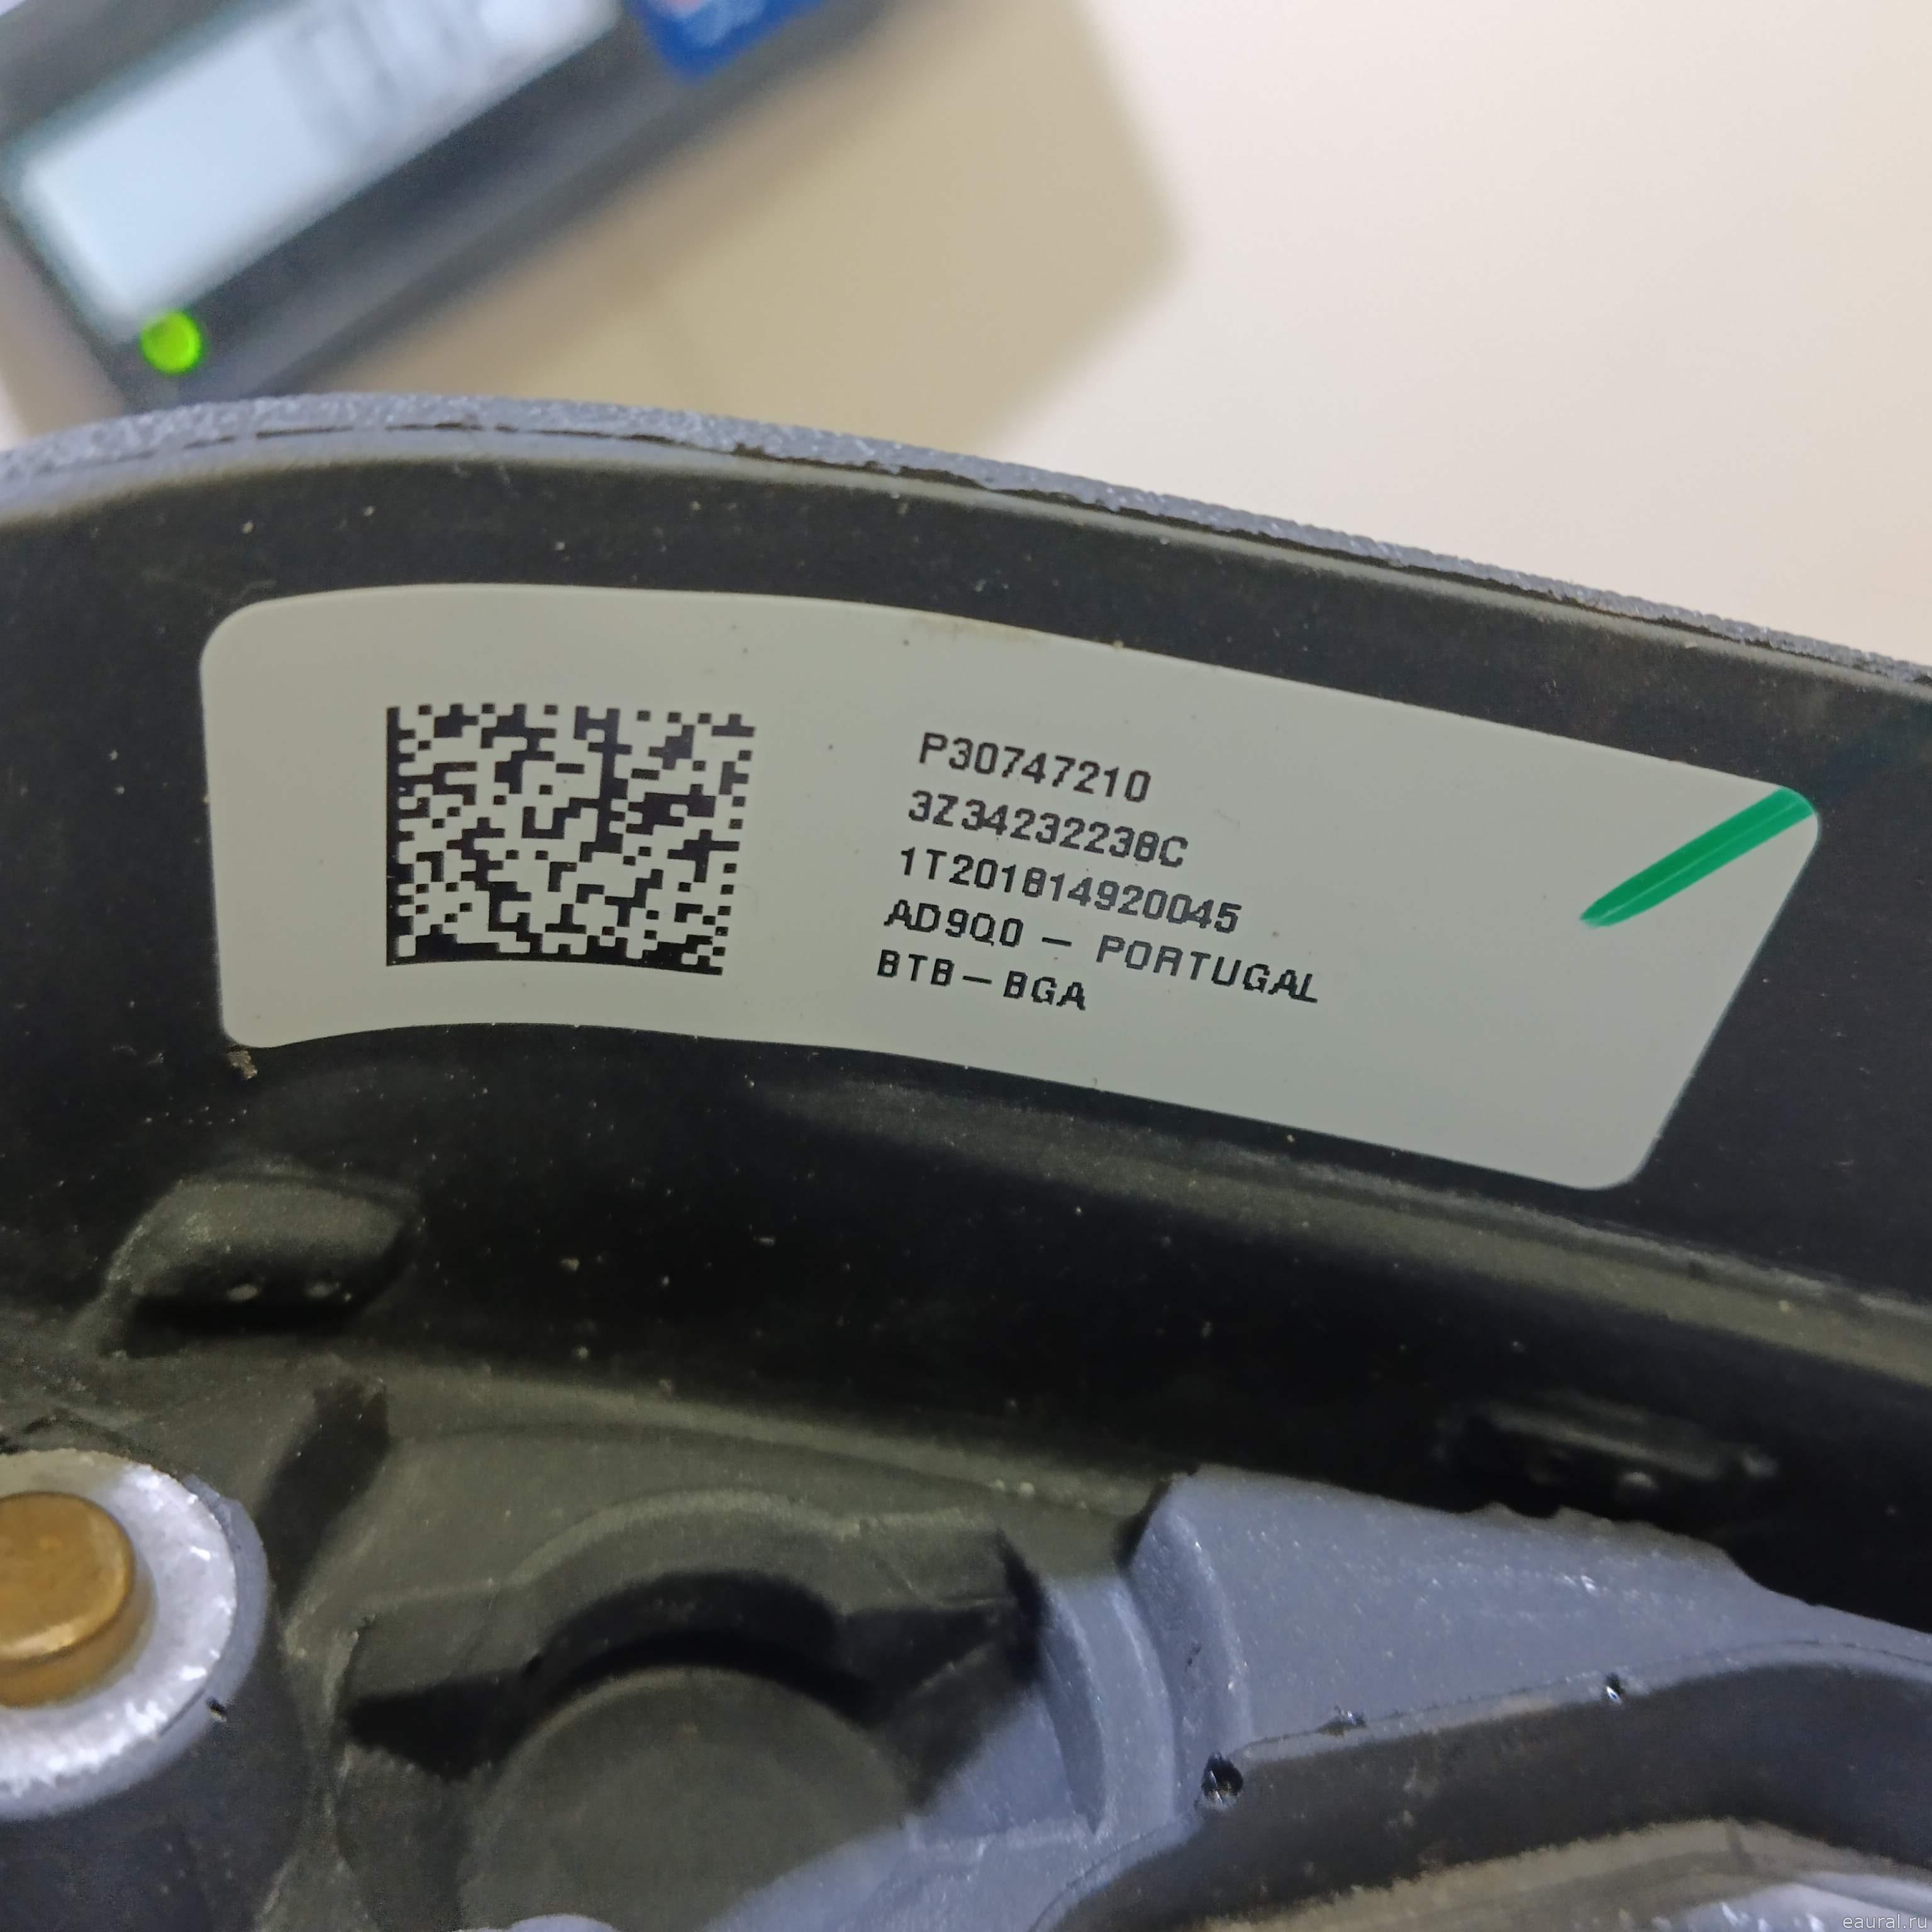 P30747210
3Z34232238C
1T201814920045
AD9Q0 – PORTUGAL
BTB–BGA
eaural.ru